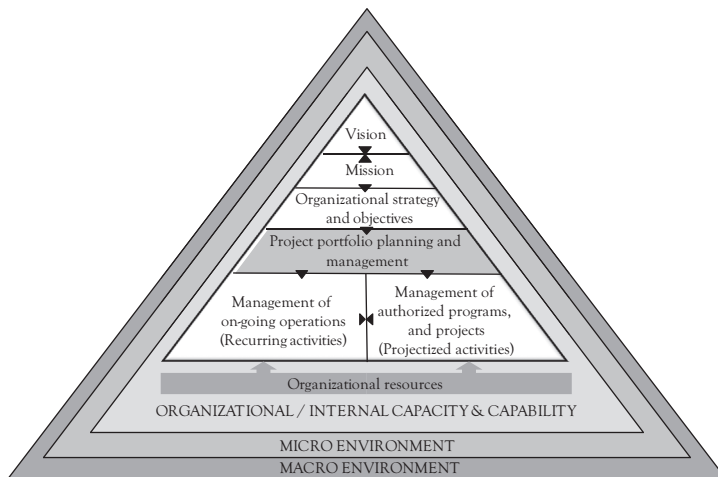 Vision
Mission
Organizational strategy
and objectives
Project portfolio planning and
management
Management of
on-going operations
(Recurring activities)
Management of
authorized programs,
and projects
(Projectized activities)
Organizational resources
ORGANIZATIONAL / INTERNAL CAPACITY & CAPABILITY
MICRO ENVIRONMENT
MACRO ENVIRONMENT